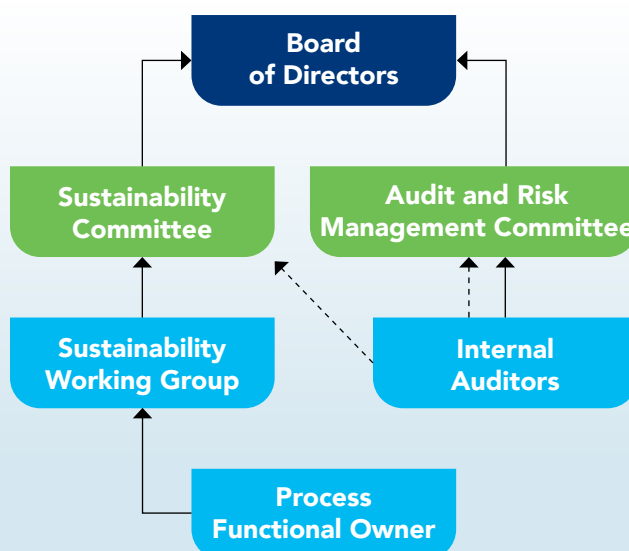 Board
of Directors
Sustainability
Committee
Audit and Risk
Management Committee
Sustainability
Working Group
Internal
Auditors
Process
Functional Owner